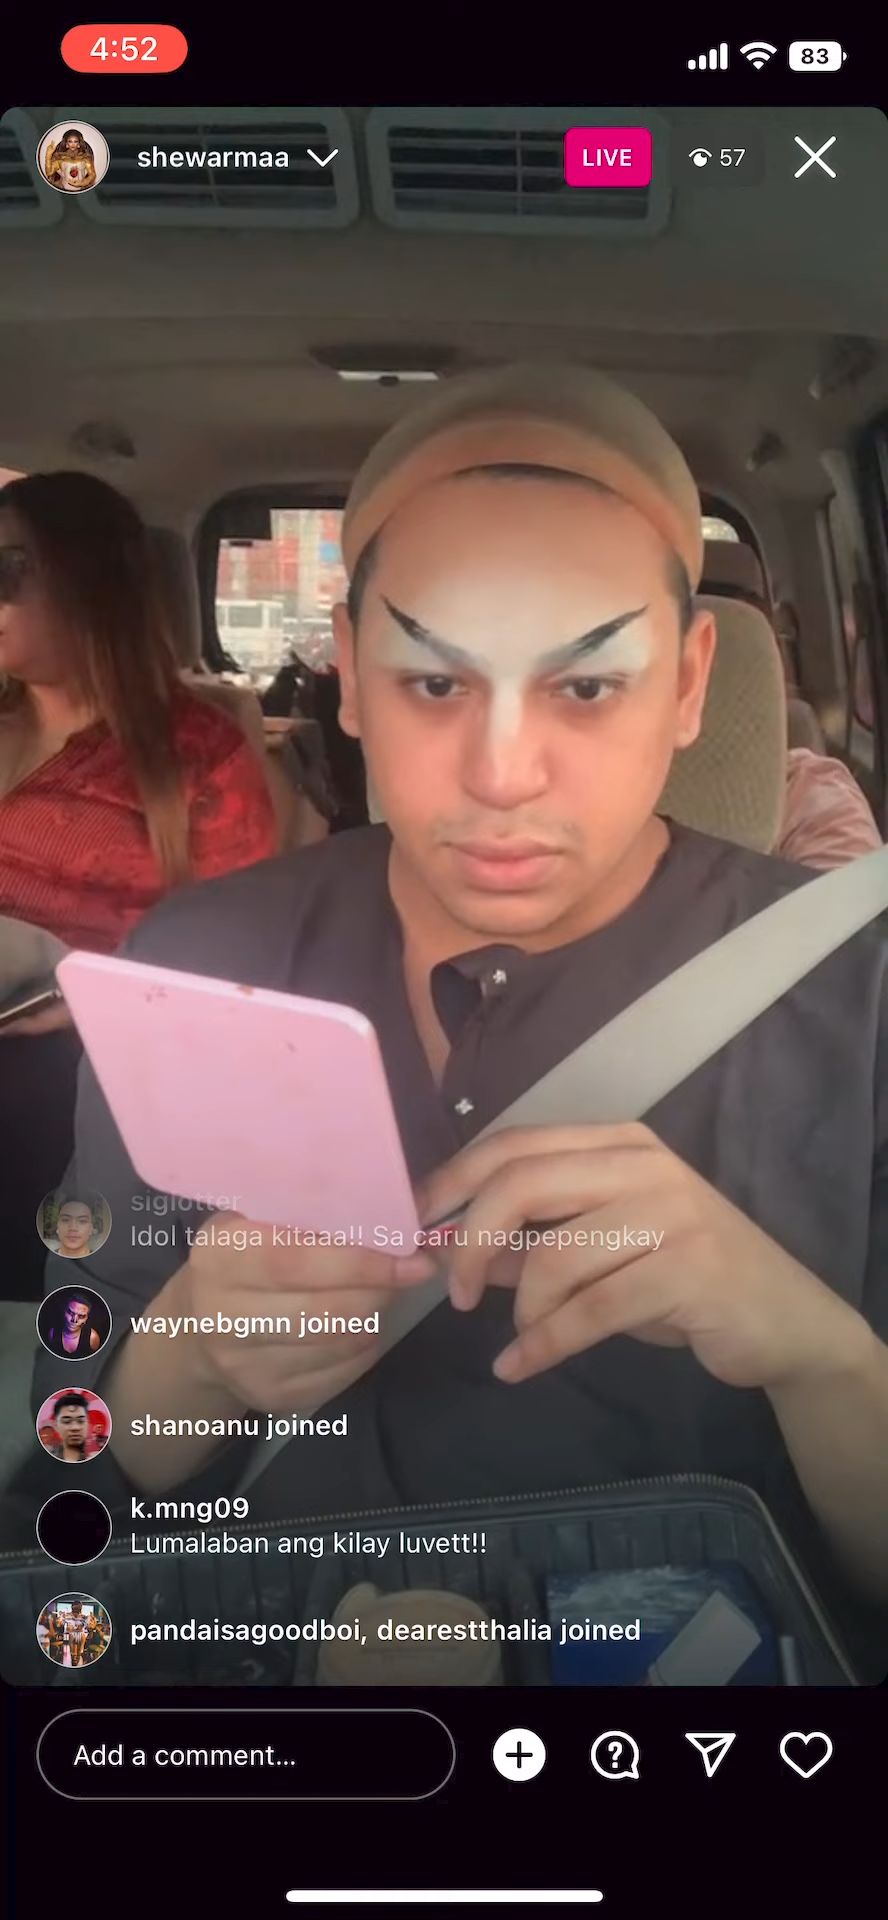 4:52
83
shewarmaa
LIVE
57
siglotter
Idol talaga kitaaa!! Sa caru nagpepengkay
waynebgmn joined
shanoanu joined
k.mng09
Lumalaban ang kilay luvett!!
pandaisagoodboi, dearestthalia joined
Add a comment...